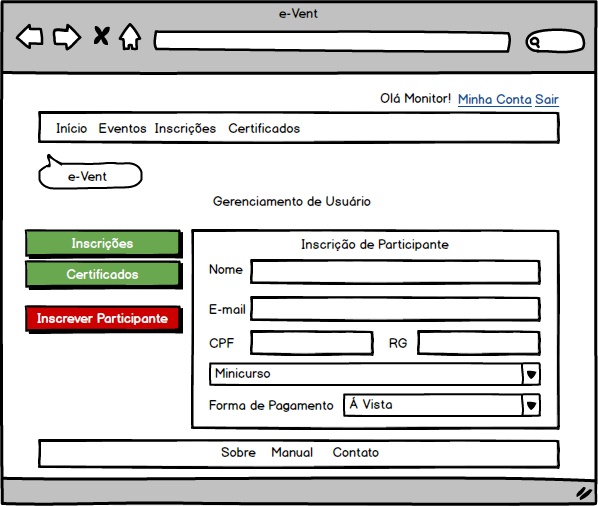 e-Vent
Olá Monitor! Minha Conta Sair
Início Eventos Inscrições Certificados
e-Vent
Gerenciamento de Usuário
Inscrições
Certificados
Inscrever Participante
Inscrição de Participante
Nome
E-mail
CPF RG
Minicurso
Forma de Pagamento Á Vista
Sobre Manual Contato